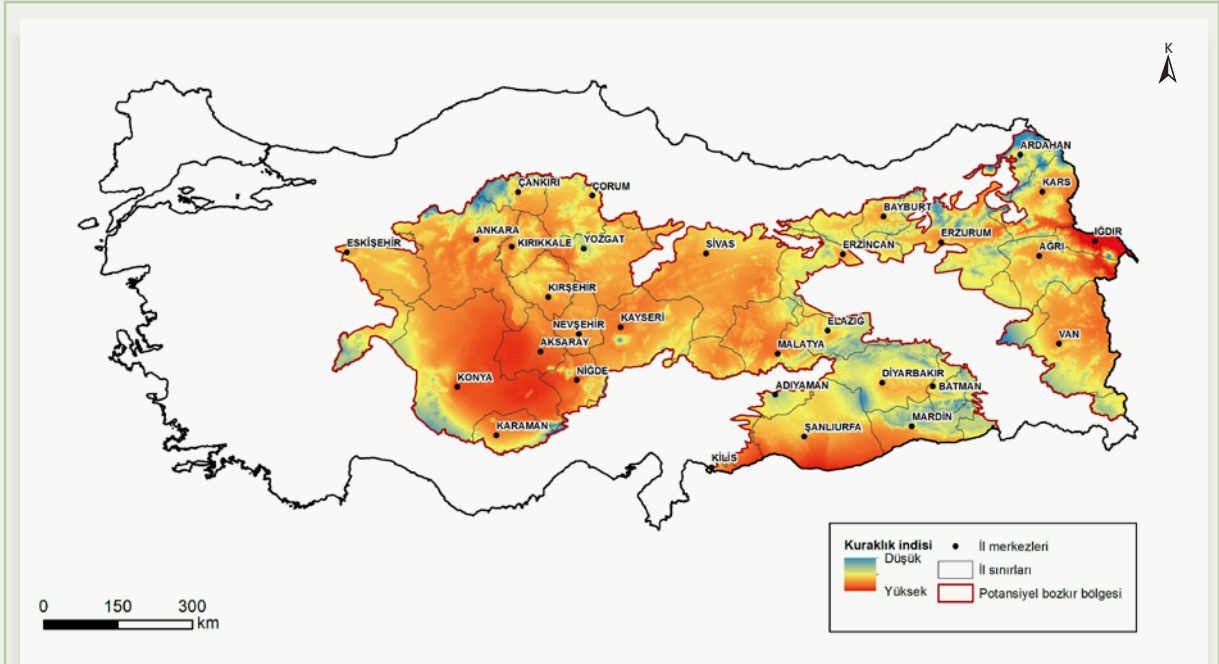 K
ARDAHAN
KARS
ÇANKIRI
ÇORUM
BAYBURT
ANKARA
KIRIKKALE
YOZGAT
ESKİŞEHİR
SİVAS
ERZİNCAN
ERZURUM
IĞDIR
AĞRI
KIRŞEHİR
NEVŞEHİR
KAYSERİ
ELAZIĞ
VAN
AKSARAY
MALATYA
KONYA
NİĞDE
ADIYAMAN
DİYARBAKIR
BATMAN
KARAMAN
ŞANLIURFA
MARDİN
KİLİS
Kuraklık indisi
Düşük
Yüksek
İl merkezleri
İl sınırları
Potansiyel bozkır bölgesi
0 150 300
km